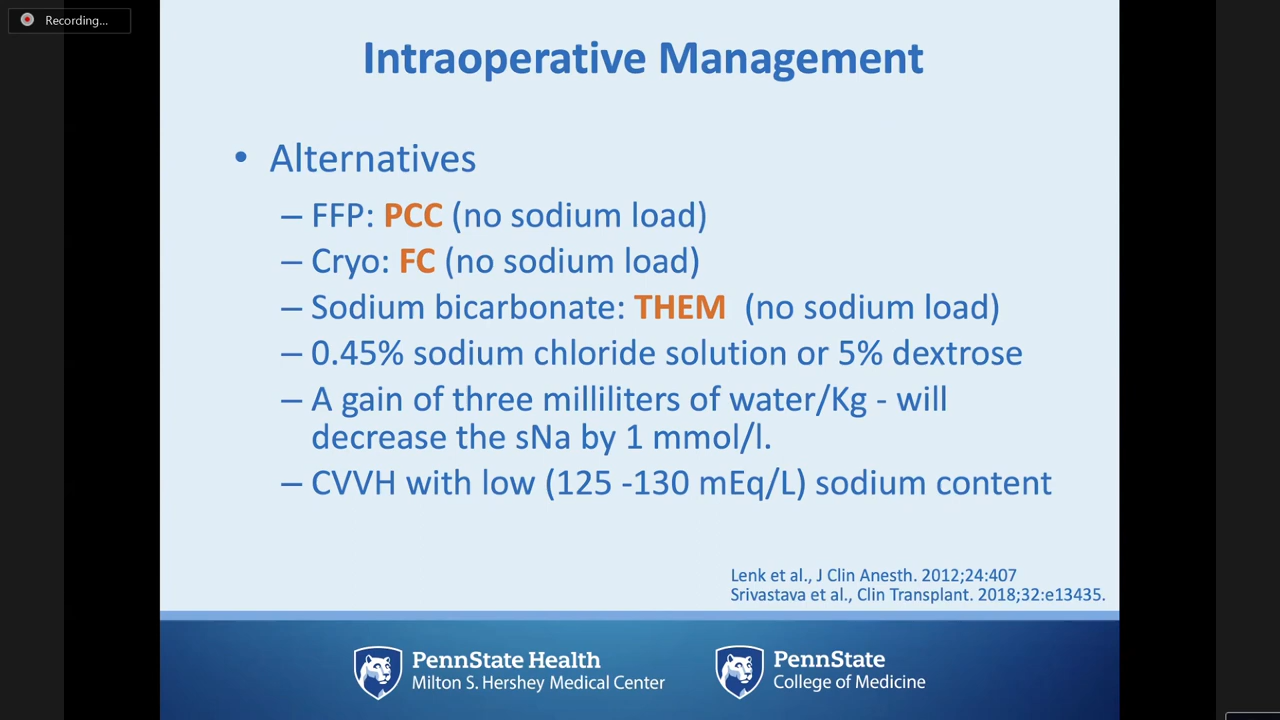 Recording...
Intraoperative Management
• Alternatives
– FFP: PCC (no sodium load)
– Cryo: FC (no sodium load)
– Sodium bicarbonate: THEM (no sodium load)
– 0.45% sodium chloride solution or 5% dextrose
– A gain of three milliliters of water/Kg - will
decrease the sNa by 1 mmol/l.
– CVVH with low (125 -130 mEq/L) sodium content
Lenk et al., J Clin Anesth. 2012;24:407
Srivastava et al., Clin Transplant. 2018;32:e13435.
PennState Health
Milton S. Hershey Medical Center
PennState
College of Medicine